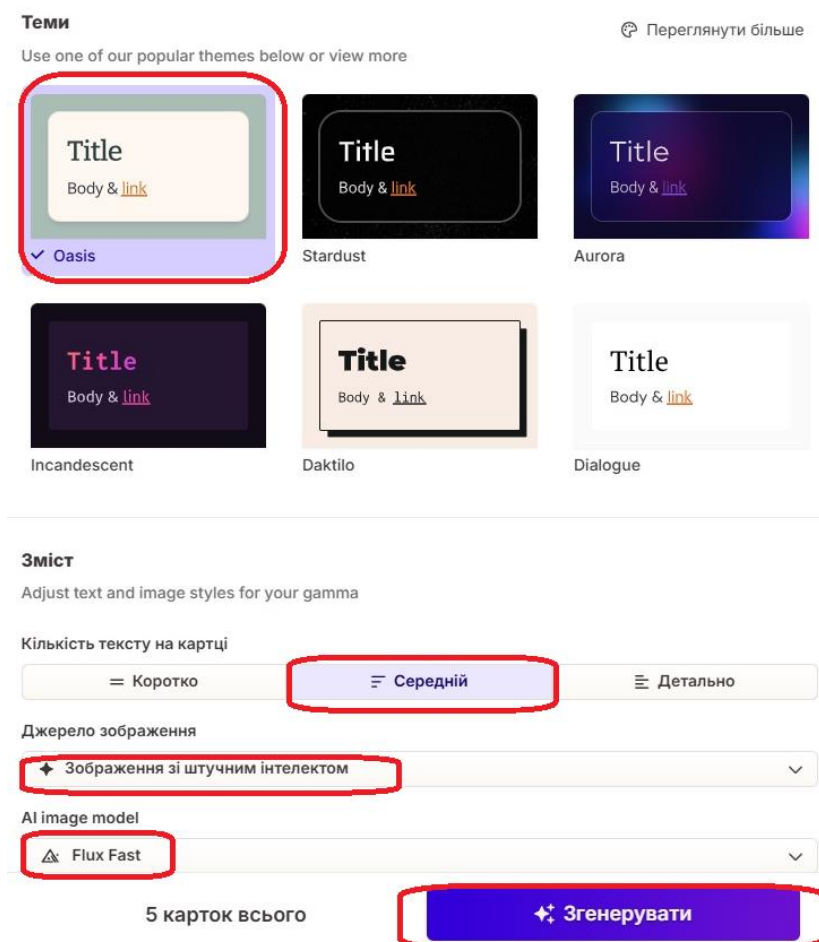 Теми
Переглянути більше
Use one of our popular themes below or view more
Title
Body & link
Oasis
Title
Body & link
Stardust
Title
Body & link
Aurora
Title
Body & link
Incandescent
Title
Body & link
Daktilo
Title
Body & link
Dialogue
Зміст
Adjust text and image styles for your gamma
Кількість тексту на картці
Коротко
Середній
Детально
Джерело зображення
Зображення зі штучним інтелектом
AI image model
Flux Fast
5 карток всього
Згенерувати